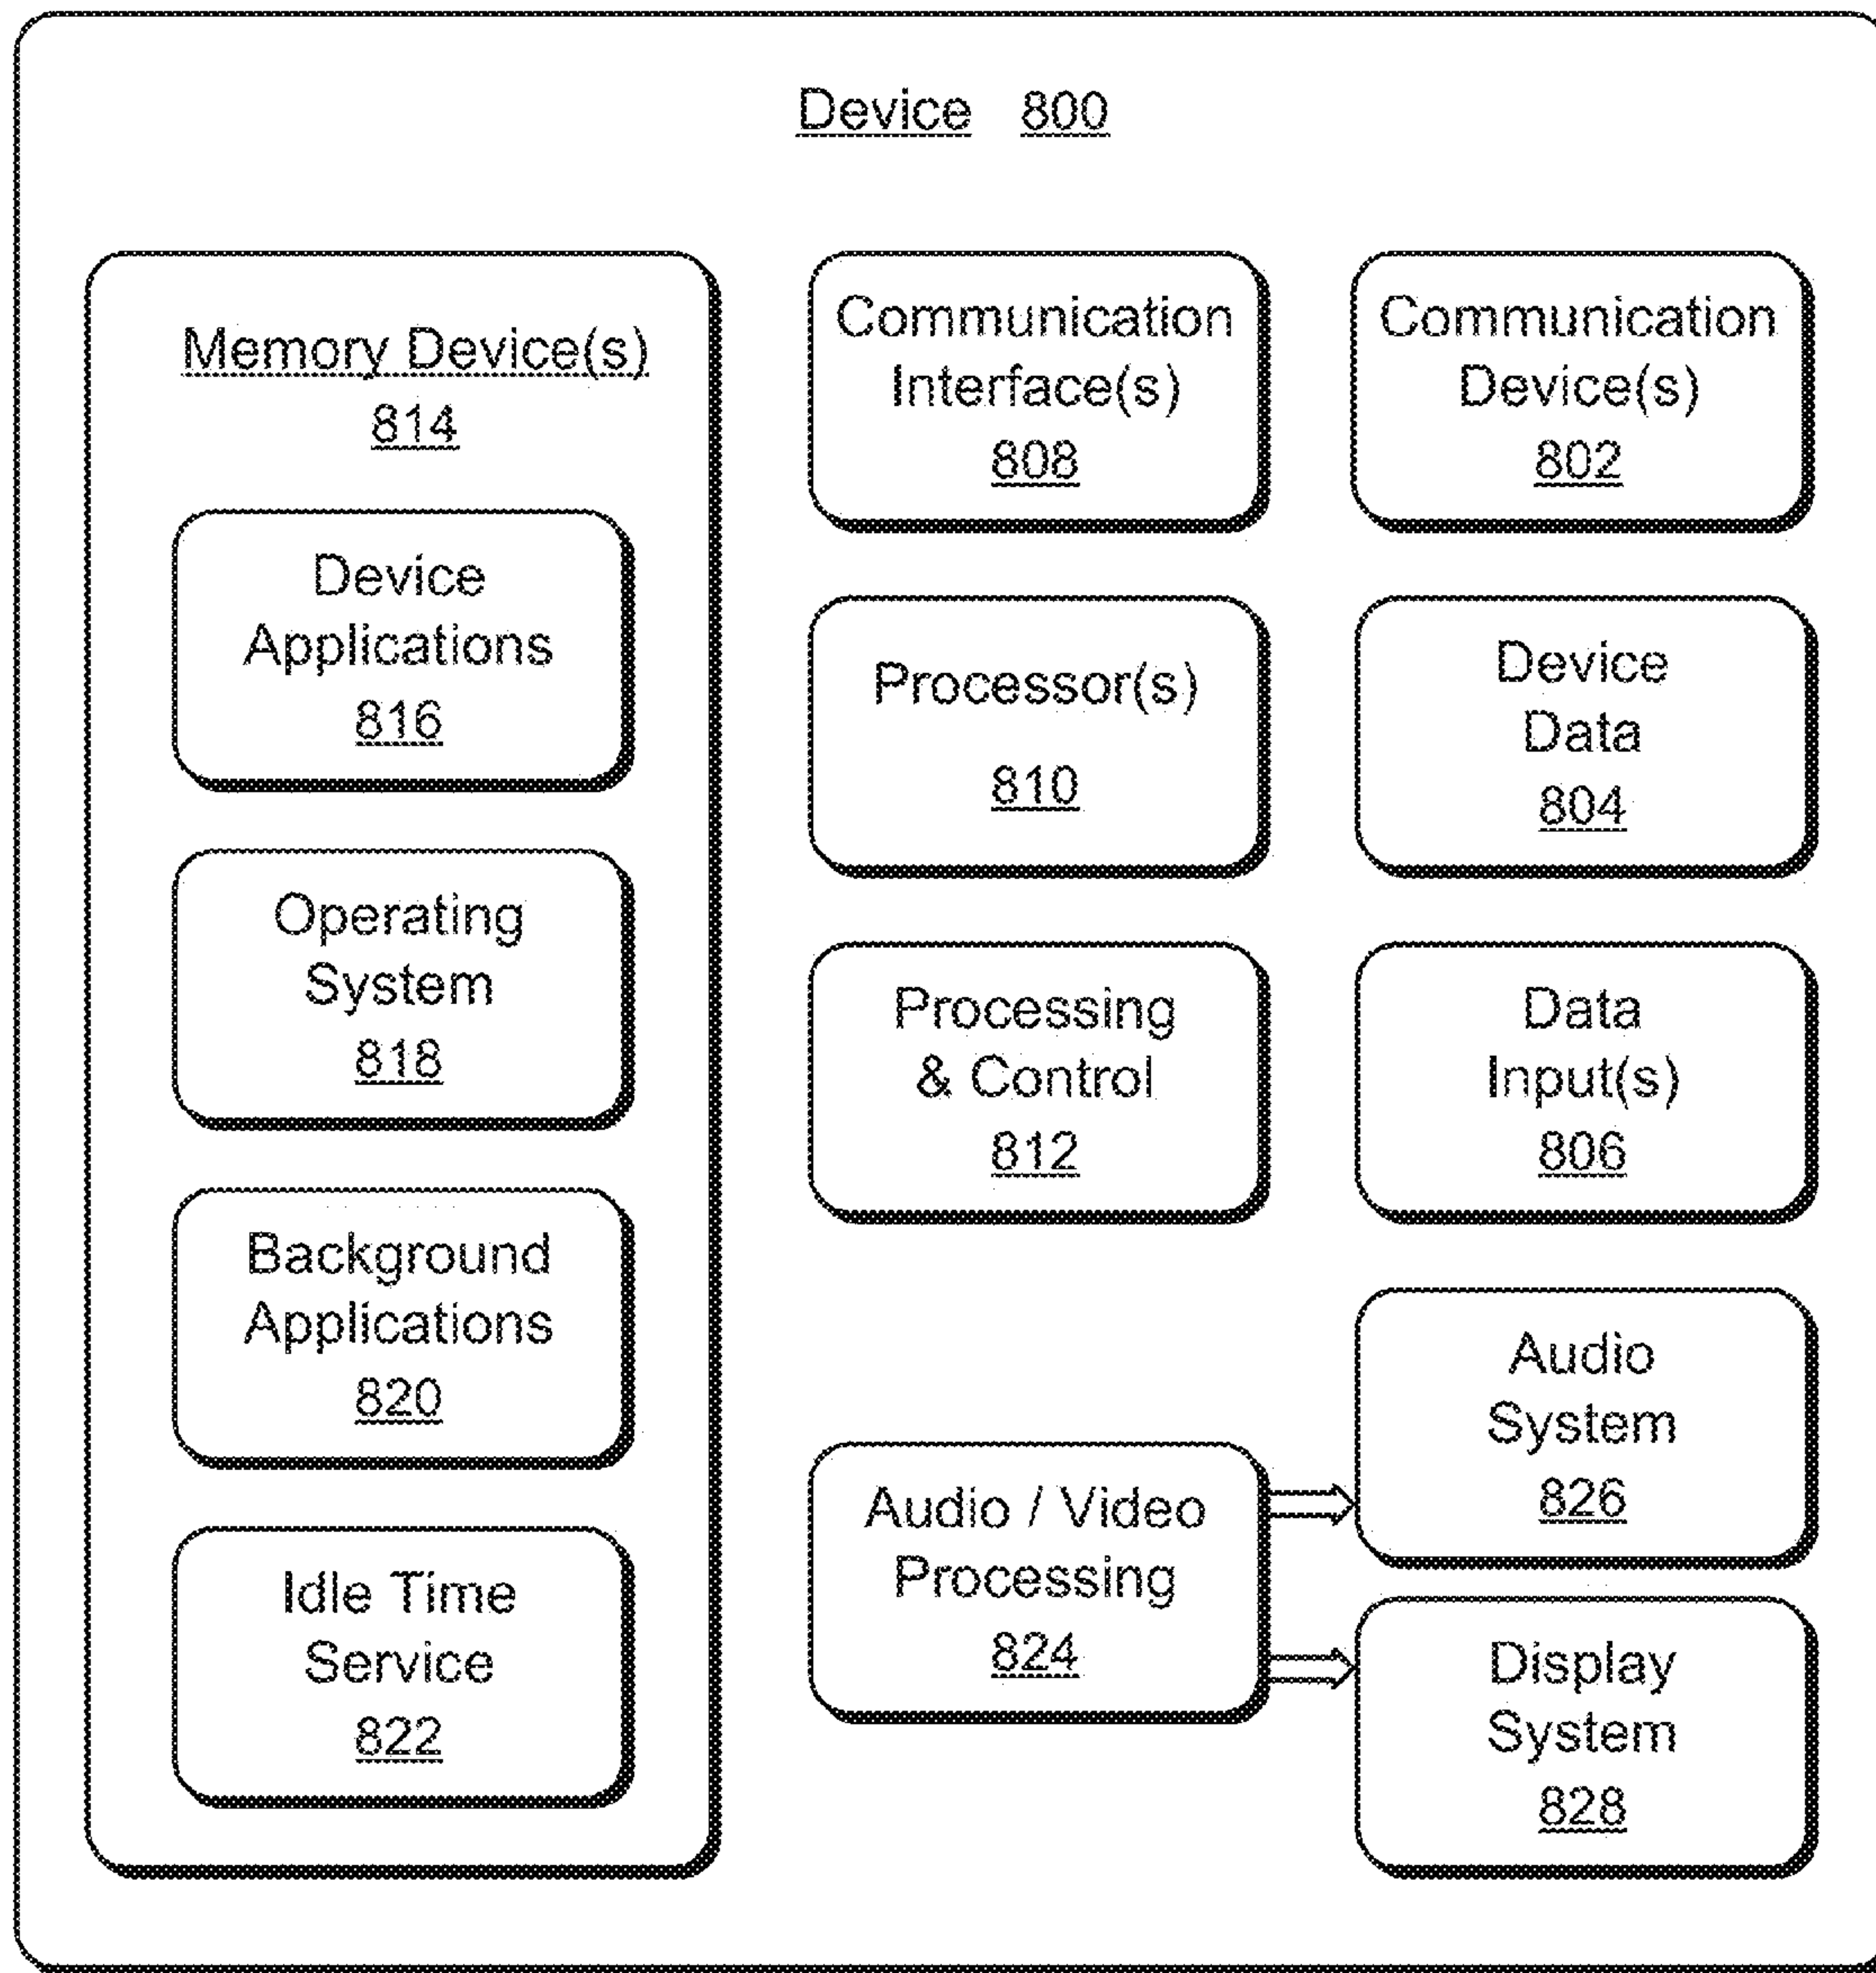 Device 800
Memory Device(s)
814
Device
Applications
816
Operating
System
818
Background
Applications
820
Idle Time
Service
822
Communication
Interface(s)
808
Processor(s)
810
Processing
& Control
812
Audio / Video
Processing
824
Communication
Device(s)
802
Device
Data
804
Data
Input(s)
806
Audio
System
826
Display
System
828